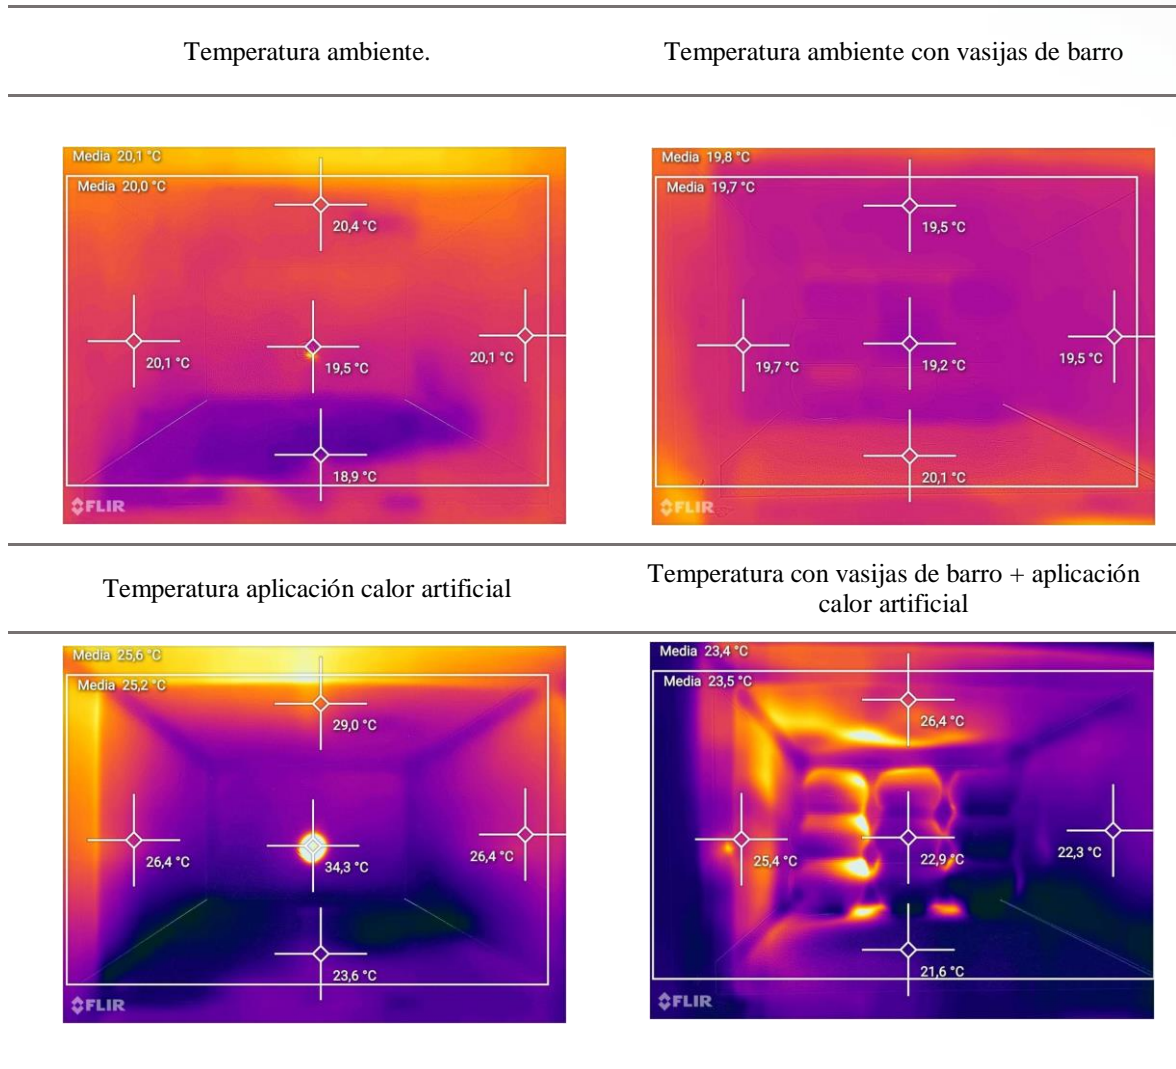 Temperatura ambiente.
Temperatura ambiente con vasijas de barro
Media 20,1 °C
Media 20,0 °C
20,4 °C
20,1 °C
19,5 °C
20,1 °C
18,9 °C
FLIR
Media 19,8 °C
Media 19,7 °C
19,5 °C
19,7 °C
19,2 °C
19,5 °C
20,1 °C
FLIR
Temperatura aplicación calor artificial
Temperatura con vasijas de barro + aplicación
calor artificial
Media 25,6 °C
Media 25,2 °C
29,0 °C
26,4 °C
34,3 °C
26,4 °C
23,6 °C
FLIR
Media 23,4 °C
Media 23,5 °C
26,4 °C
25,4 °C
22,9 °C
22,3 °C
21,6 °C
FLIR